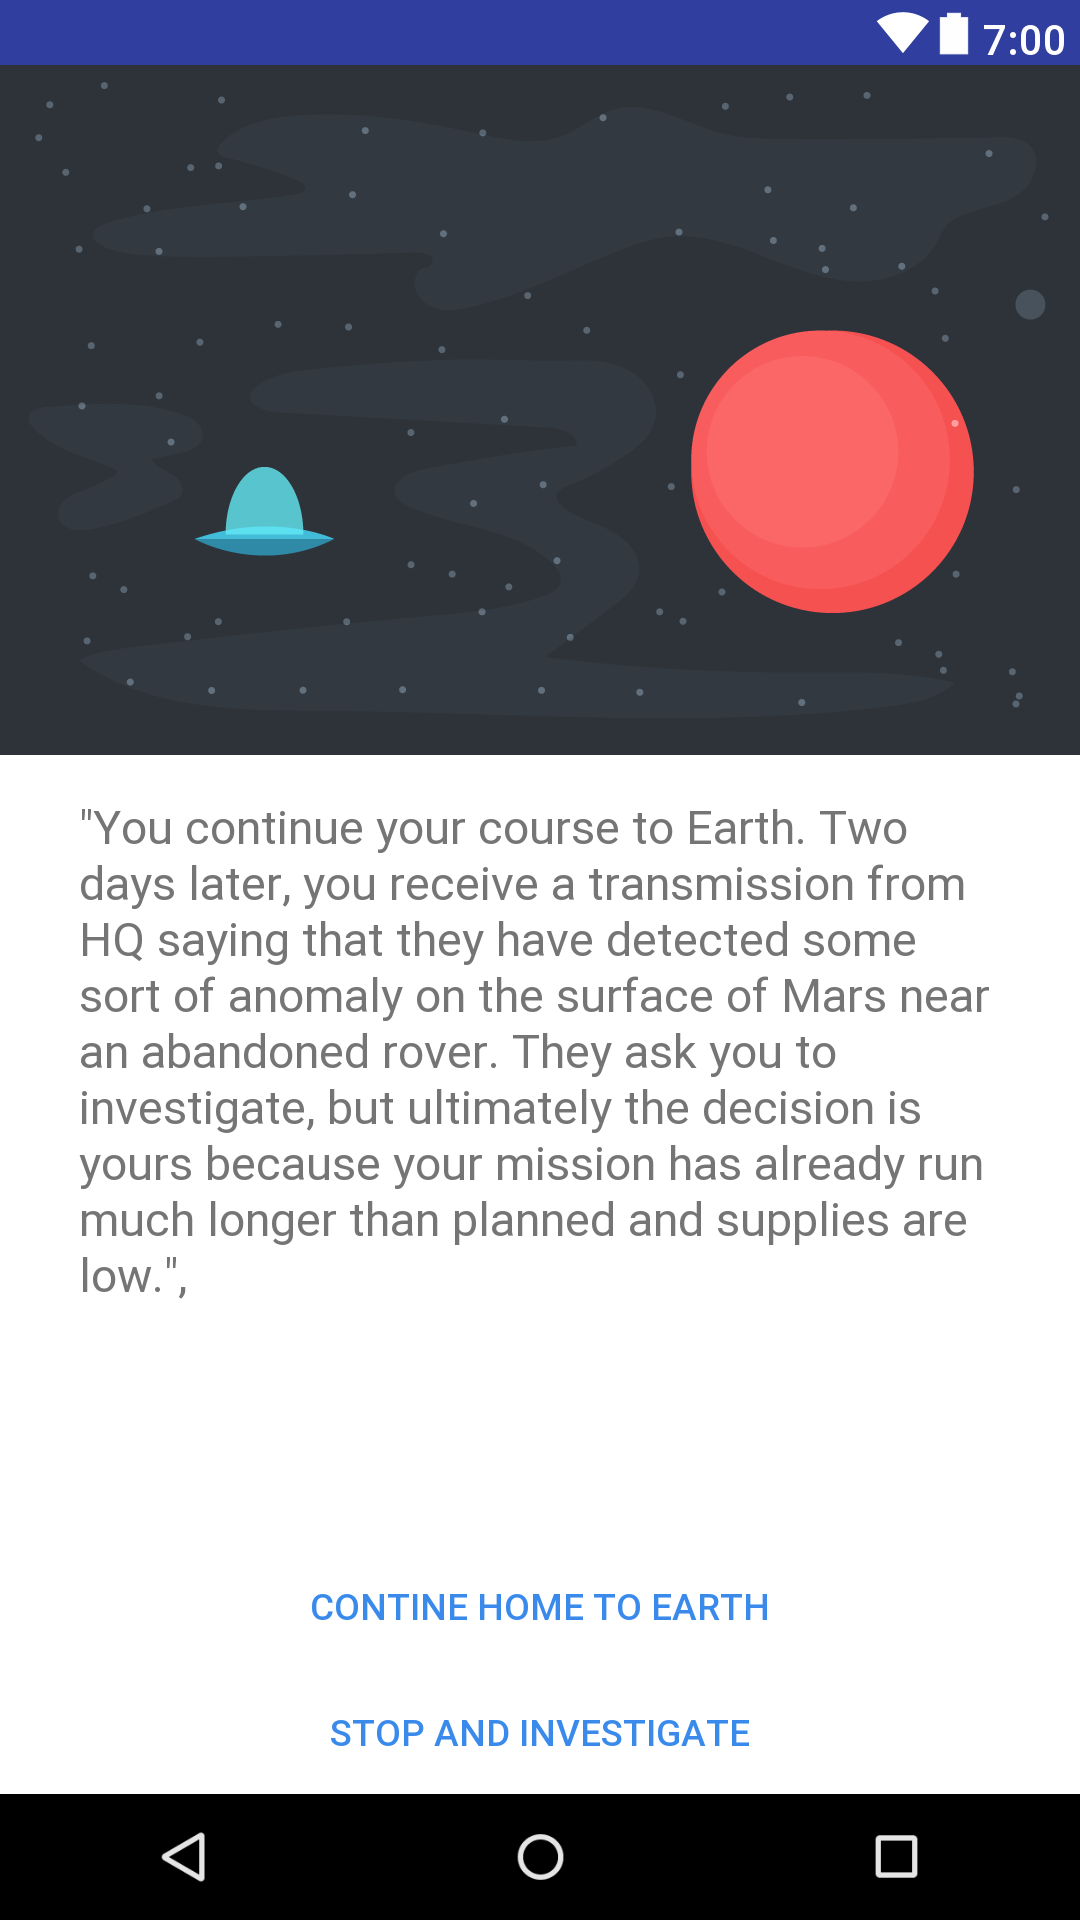 7:00
"You continue your course to Earth. Two
days later, you receive a transmission from
HQ saying that they have detected some
sort of anomaly on the surface of Mars near
an abandoned rover. They ask you to
investigate, but ultimately the decision is
yours because your mission has already run
much longer than planned and supplies are
low.",
CONTINE HOME TO EARTH
STOP AND INVESTIGATE